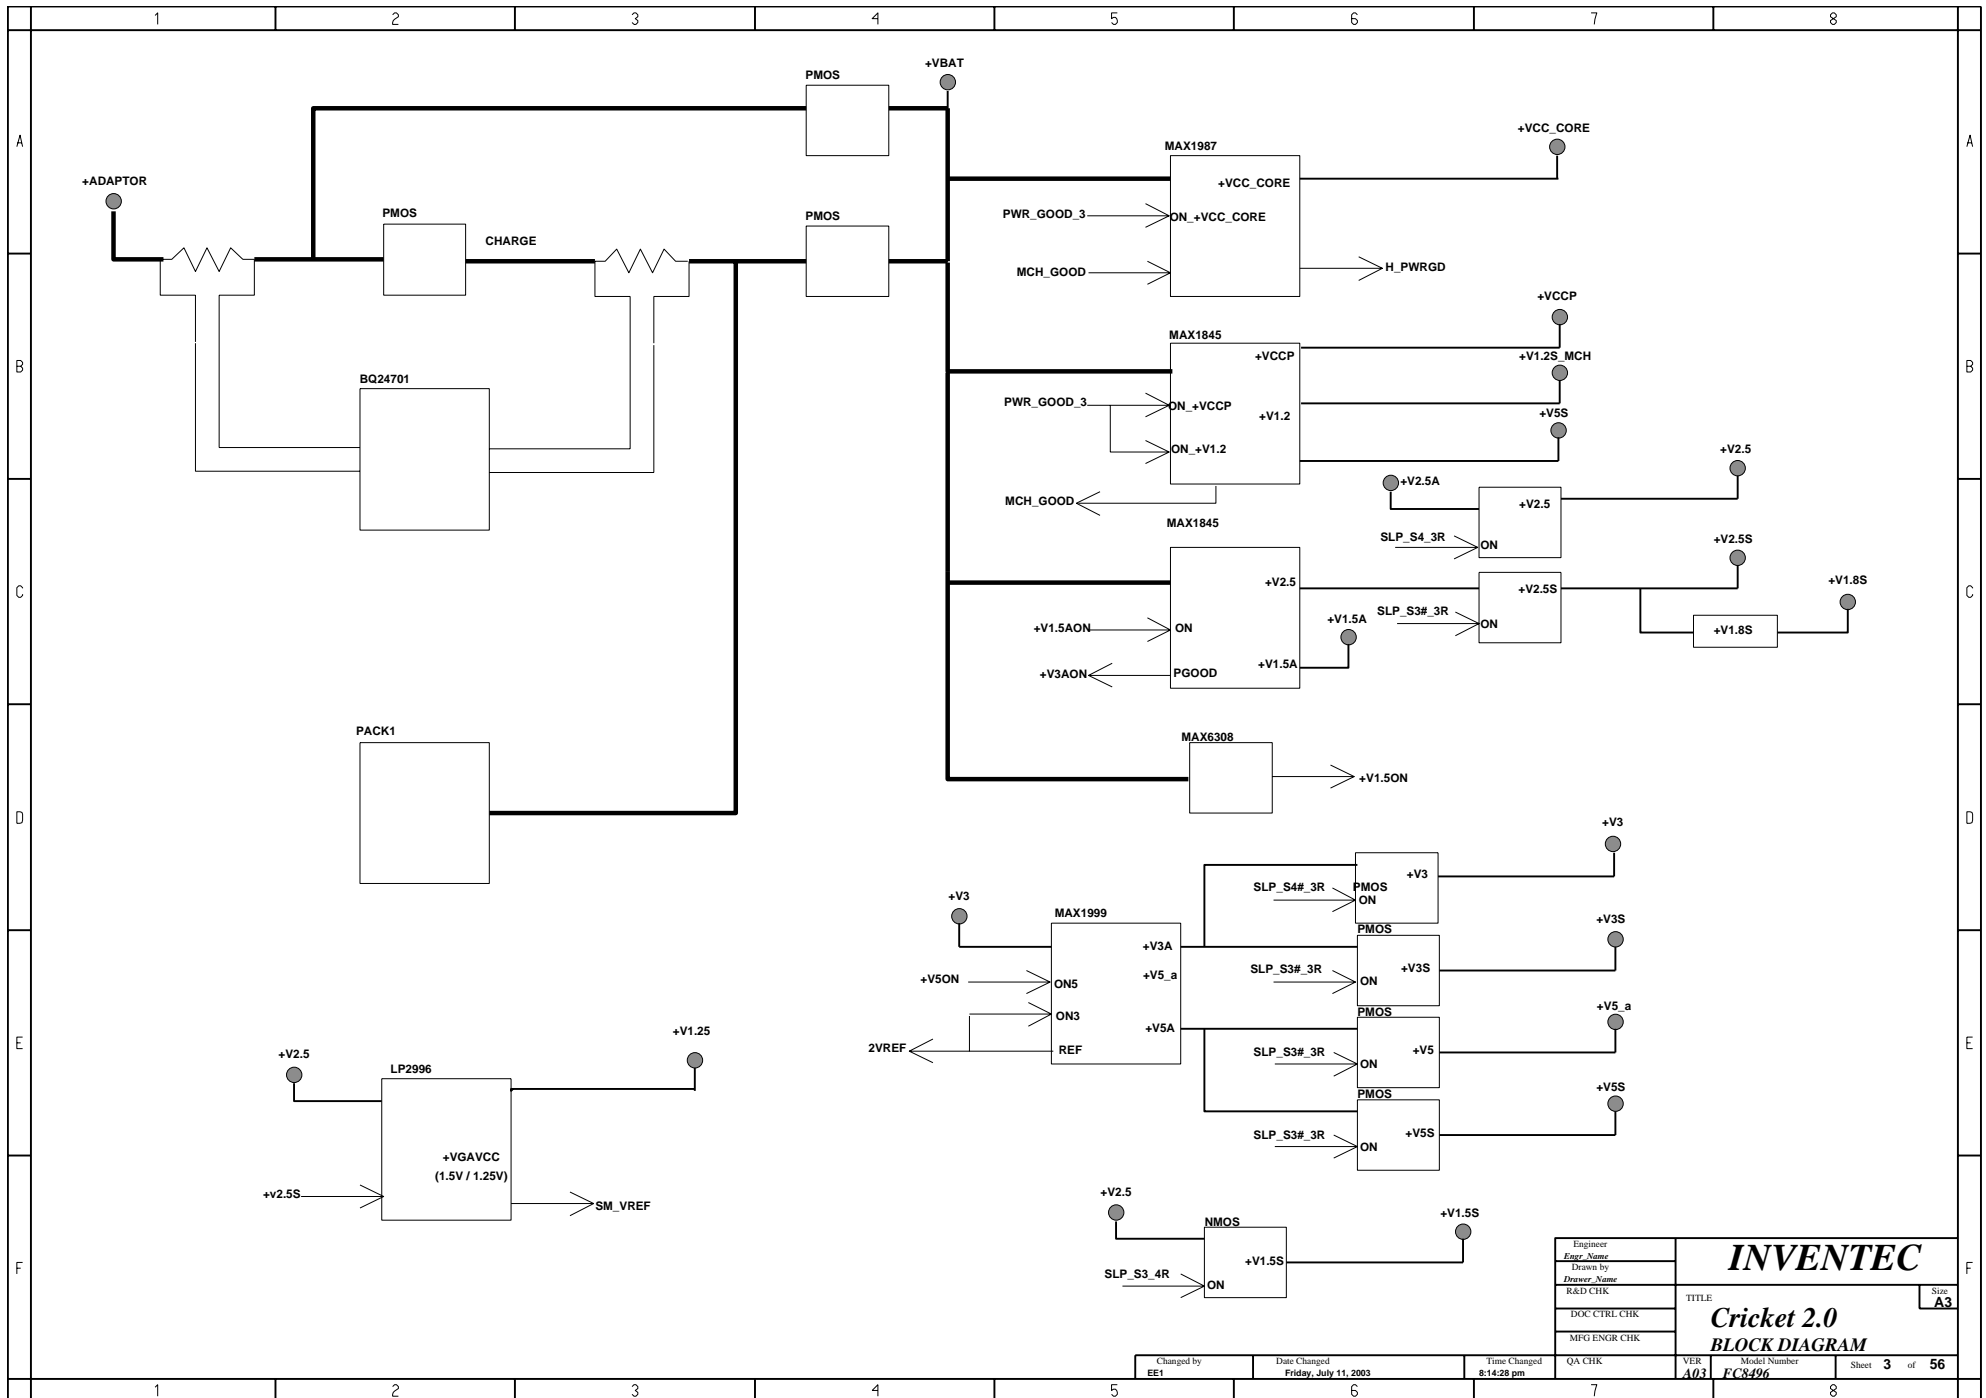 1 2 3 4 5 6 7 8
A
B
C
D
E
F
A
B
C
D
E
F
+ADAPTOR
PMOS
CHARGE
PMOS
PMOS
+VBAT
BQ24701
PACK1
MAX1987
+VCC_CORE
ON_+VCC_CORE
PWR_GOOD_3
MCH_GOOD
+VCC_CORE
H_PWRGD
MAX1845
+VCCP
PWR_GOOD_3
ON_+VCCP
+V1.2
ON_+V1.2
MCH_GOOD
+VCCP
+V1.2S_MCH
+V5S
MAX1845
+V2.5
+V1.5AON
ON
+V1.5A
+V3AON
PGOOD
+V1.5A
+V2.5A
+V2.5
SLP_S4_3R
ON
+V2.5
+V2.5S
SLP_S3#_3R
ON
+V2.5S
+V1.8S
+V1.8S
MAX6308
+V1.5ON
+V3
MAX1999
+V3A
+V5_a
+V5ON
ON5
ON3
+V5A
2VREF
REF
+V3
SLP_S4#_3R
PMOS
ON
+V3
PMOS
+V3S
SLP_S3#_3R
ON
+V3S
PMOS
+V5
SLP_S3#_3R
ON
+V5_a
PMOS
+V5S
SLP_S3#_3R
ON
+V5S
+V2.5
LP2996
+V1.25
+VGAVCC
(1.5V / 1.25V)
+v2.5S
SM_VREF
+V2.5
NMOS
+V1.5S
SLP_S3_4R
ON
+V1.5S
Engineer
Engr_Name
Drawn by
Drawer_Name
R&D CHK
DOC CTRL CHK
MFG ENGR CHK
QA CHK
INVENTEC
TITLE
Cricket 2.0
BLOCK DIAGRAM
Size
A3
Changed by
EE1
Date Changed
Friday, July 11, 2003
Time Changed
8:14:28 pm
VER
A03
Model Number
FC8496
Sheet 3 of 56
1 2 3 4 5 6 7 8